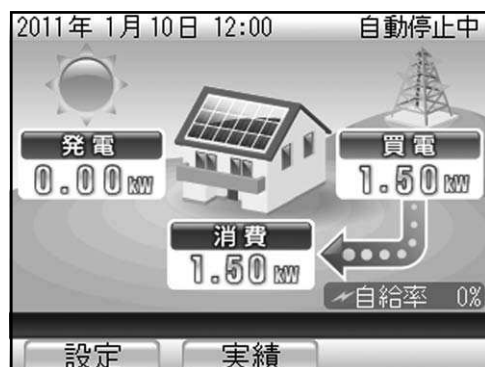 2011年 1月10日 12:00 自動停止中
発電
0.00kW
買電
1.50kW
消費
1.50kW
自給率 0%
設定 実績